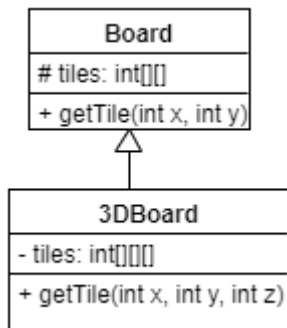 Board
# tiles: int[][]
+ getTile(int x, int y)
3DBoard
- tiles: int[][][]
+ getTile(int x, int y, int z)